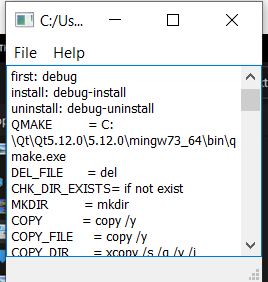 C:/Us...
File Help
first: debug
install: debug-install
uninstall: debug-uninstall
QMAKE = C:
\Qt\Qt5.12.0\5.12.0\mingw73_64\bin\q
make.exe
DEL_FILE = del
CHK_DIR_EXISTS= if not exist
MKDIR = mkdir
COPY = copy /y
COPY_FILE = copy /y
COPY_DIR = xcopy /s /q /y /i